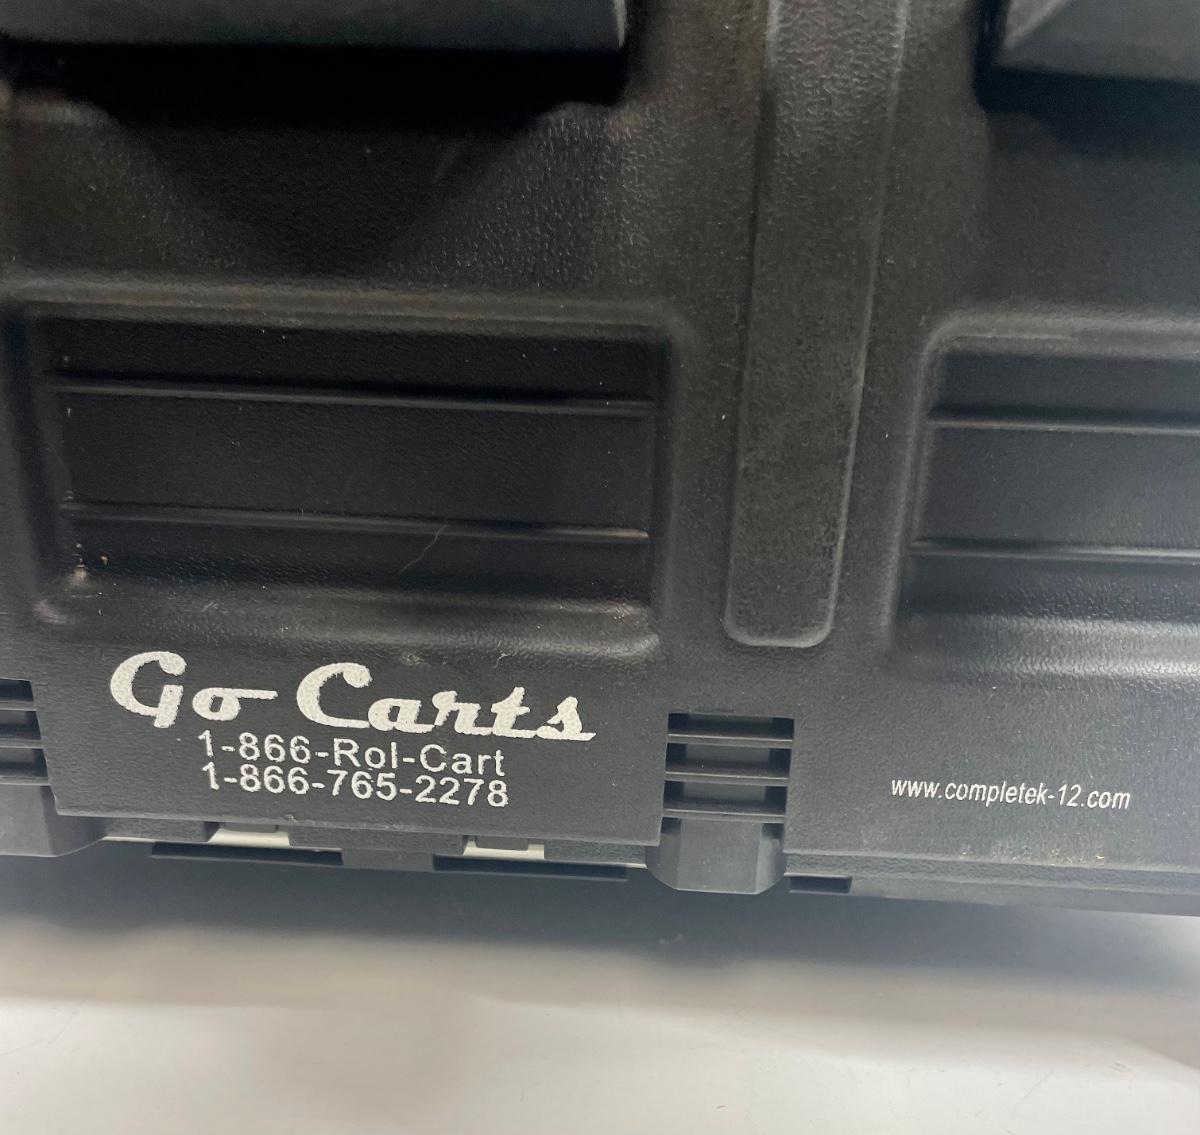 Go Carts
1-866-Rol-Cart
1-866-765-2278
www.completek-12.com